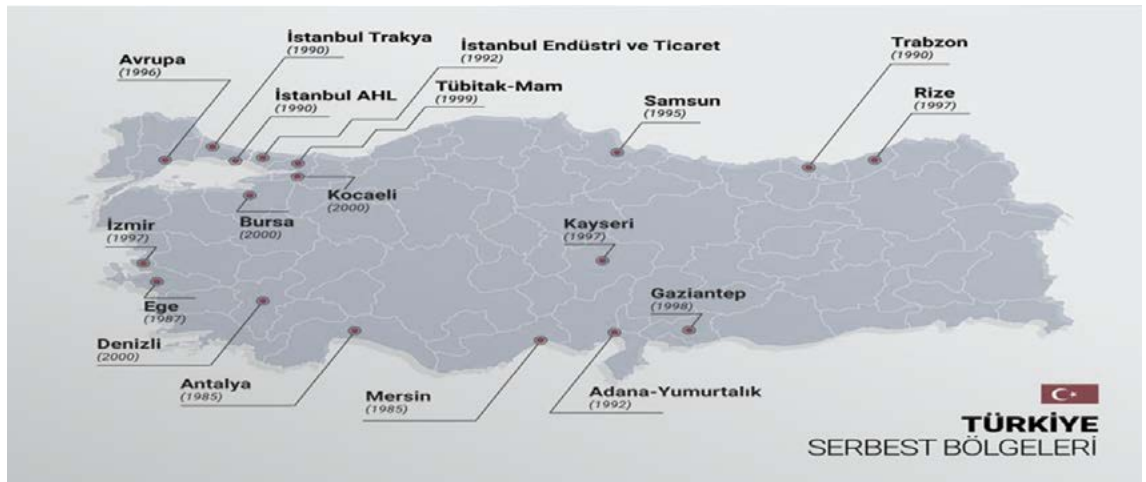 İstanbul Trakya
(1990)
İstanbul Endüstri ve Ticaret
(1992)
Trabzon
(1990)
Avrupa
(1996)
İstanbul AHL
(1990)
Tübitak-Mam
(1999)
Samsun
(1995)
Rize
(1997)
Kocaeli
(2000)
Bursa
(2000)
İzmir
(1997)
Kayseri
(1997)
Ege
(1987)
Gaziantep
(1998)
Denizli
(2000)
Antalya
(1985)
Mersin
(1985)
Adana-Yumurtalık
(1992)
TÜRKİYE
SERBEST BÖLGELERİ